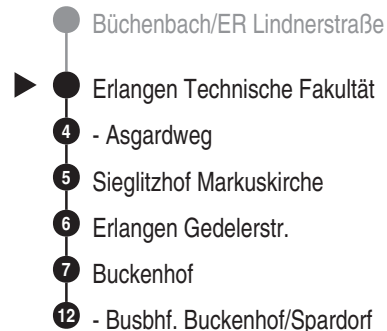 Büchenbach/ER Lindnerstraße
Erlangen Technische Fakultät
4 - Asgardweg
5 Sieglitzhof Markuskirche
6 Erlangen Gedelerstr.
7 Buckenhof
12 - Busbhf. Buckenhof/Spardorf